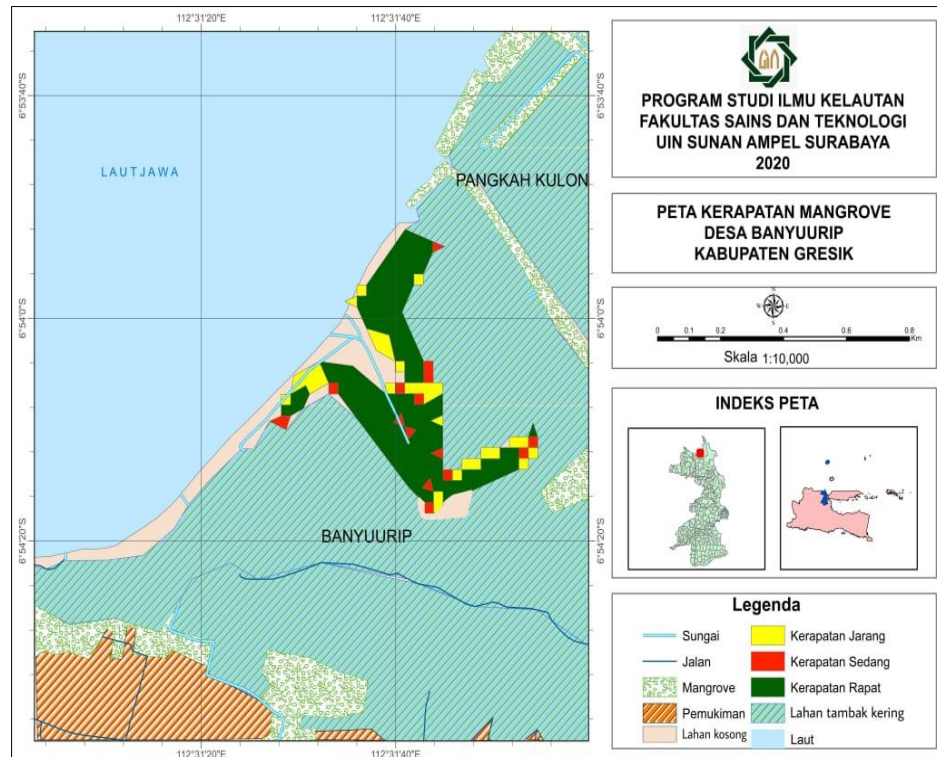 112°31'20"E
112°31'40"E
6°53'40"S
6°53'40"S
LAUTJAWA
PANGKAH KULON
6°54'0"S
6°54'0"S
BANYUURIP
6°54'20"S
6°54'20"S
112°31'20"E
112°31'40"E
PROGRAM STUDI ILMU KELAUTAN
FAKULTAS SAINS DAN TEKNOLOGI
UIN SUNAN AMPEL SURABAYA
2020
PETA KERAPATAN MANGROVE
DESA BANYUURIP
KABUPATEN GRESIK
N
W
E
S
0 0.1 0.2 0.4 0.6 0.8
Km
Skala 1:10,000
INDEKS PETA
Legenda
Sungai
Jalan
Mangrove
Pemukiman
Lahan kosong
Kerapatan Jarang
Kerapatan Sedang
Kerapatan Rapat
Lahan tambak kering
Laut